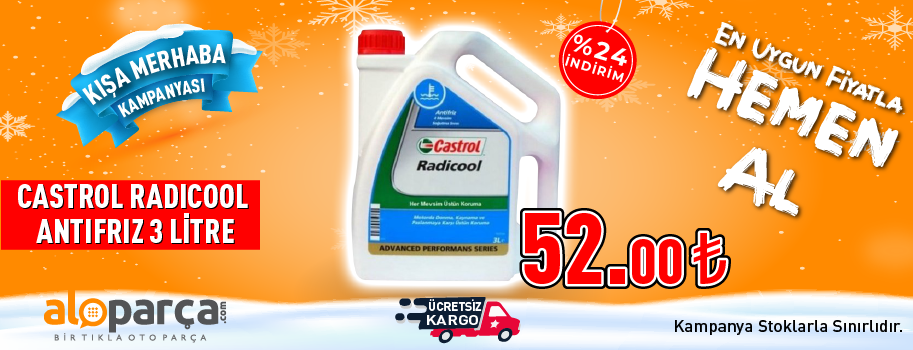 KIŞA MERHABA
KAMPANYASI
CASTROL RADICOOL
ANTIFRIZ 3 LİTRE
aloparça.com
BİR TIKLA OTO PARÇA
Antifriz
Castrol
Radicool
Her Mevsim Üstün Koruma
ADVANCED PERFORMANS SERIES
3L
%24
İNDİRİM
52.00 ₺
ÜCRETSİZ
KARGO
En Uygun Fiyatla
HEMEN
AL
Kampanya Stoklarla Sınırlıdır.